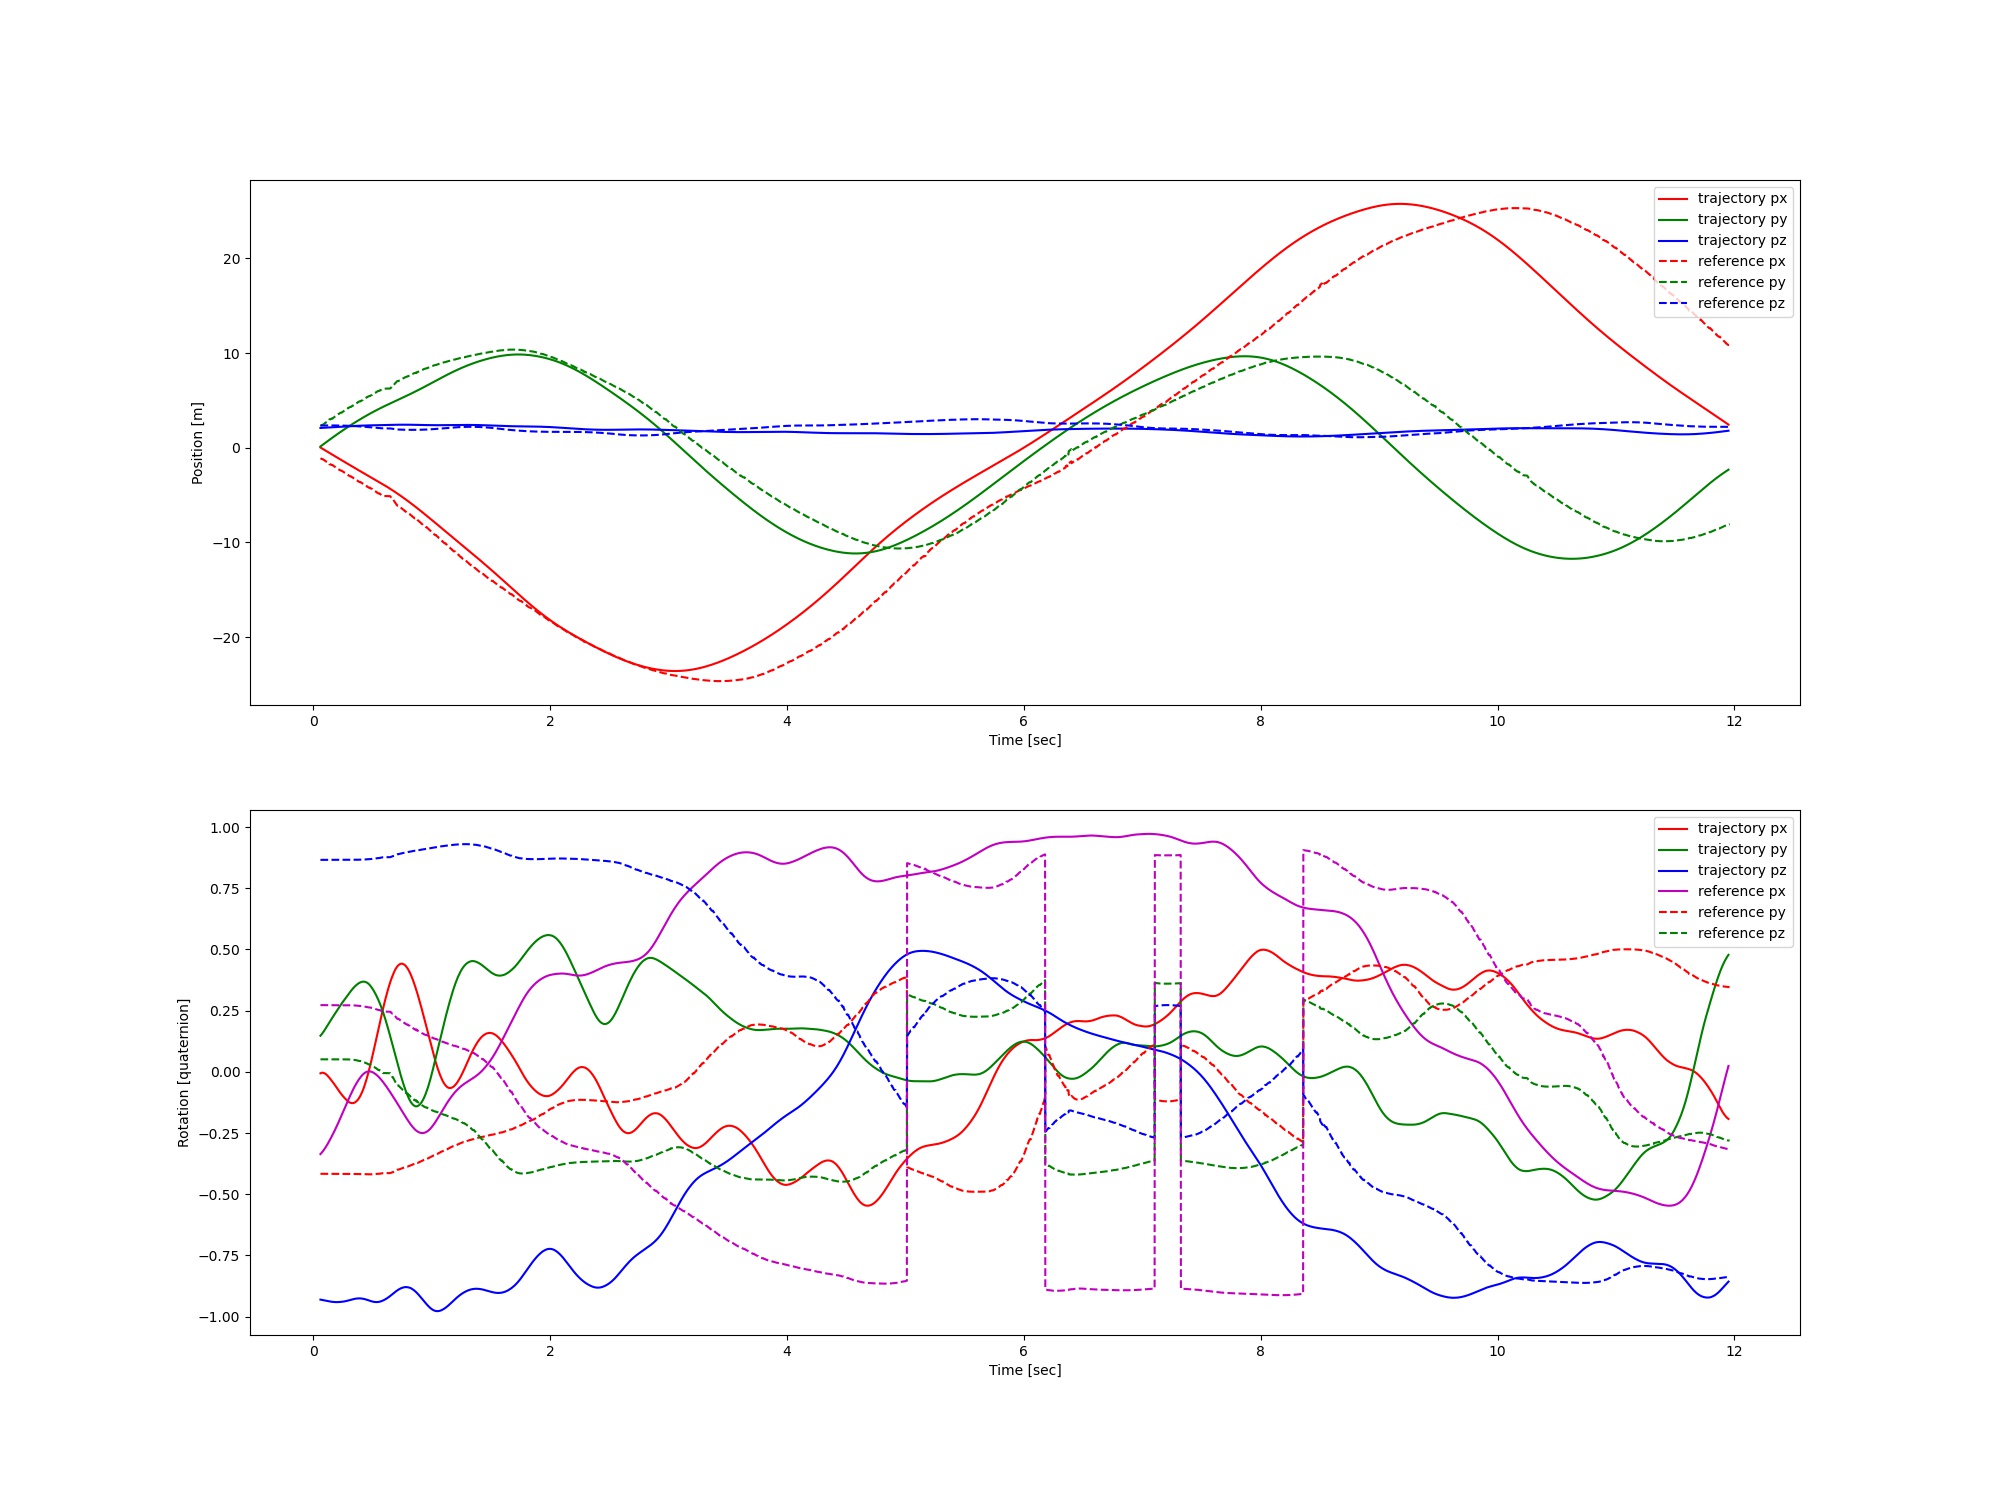 20
10
0
−10
−20
Position [m]
trajectory px
trajectory py
trajectory pz
reference px
reference py
reference pz
0 2 4 6 8 10 12
Time [sec]
1.00
0.75
0.50
0.25
0.00
−0.25
−0.50
−0.75
−1.00
Rotation [quaternion]
trajectory px
trajectory py
trajectory pz
reference px
reference py
reference pz
0 2 4 6 8 10 12
Time [sec]